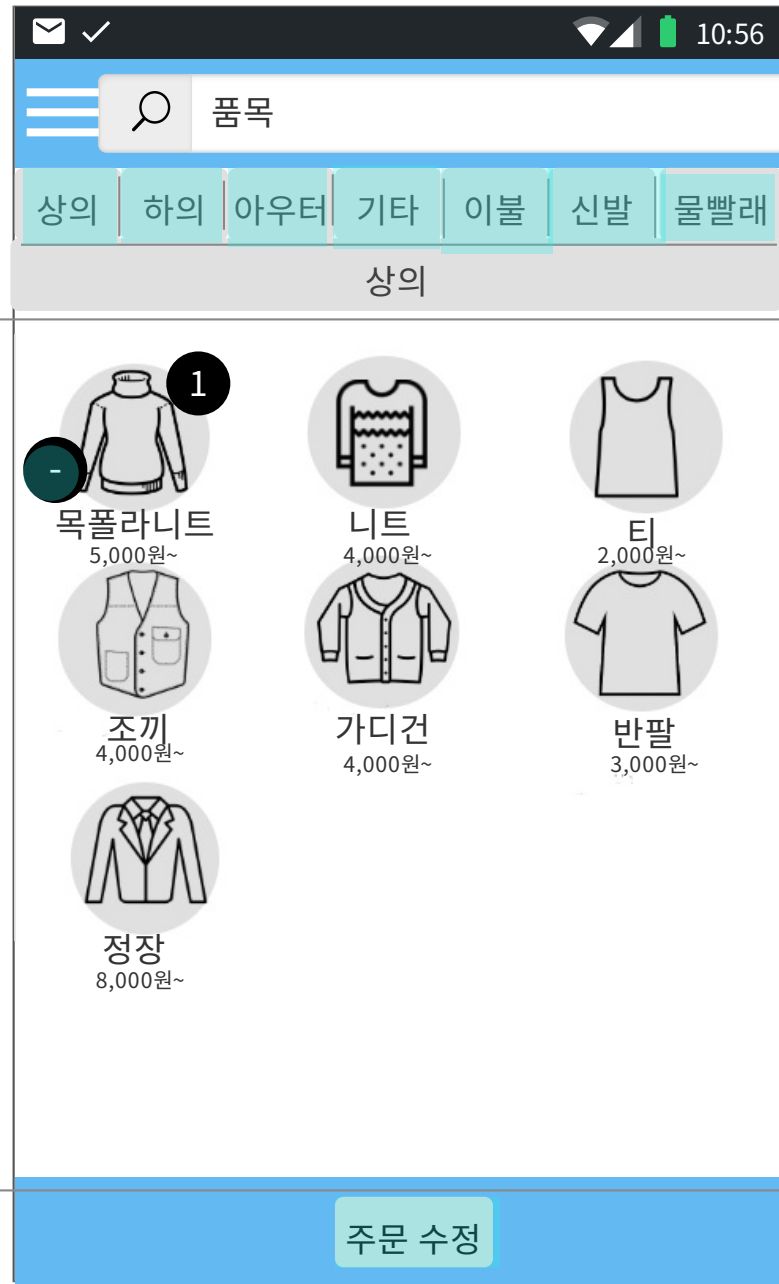 10:56
품목
상의 하의 아우터 기타 이불 신발 물빨래
상의
1
-
목폴라니트 니트 티
5,000원~ 4,000원~ 2,000원~
조끼 가디건 반팔
4,000원~ 4,000원~ 3,000원~
정장
8,000원~
주문 수정